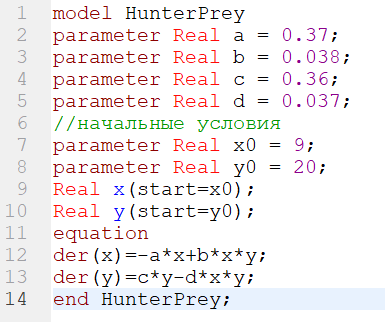 1 model HunterPrey
2 parameter Real a = 0.37;
3 parameter Real b = 0.038;
4 parameter Real c = 0.36;
5 parameter Real d = 0.037;
6 //начальные условия
7 parameter Real x0 = 9;
8 parameter Real y0 = 20;
9 Real x(start=x0);
10 Real y(start=y0);
11 equation
12 der(x)=-a*x+b*x*y;
13 der(y)=c*y-d*x*y;
14 end HunterPrey;